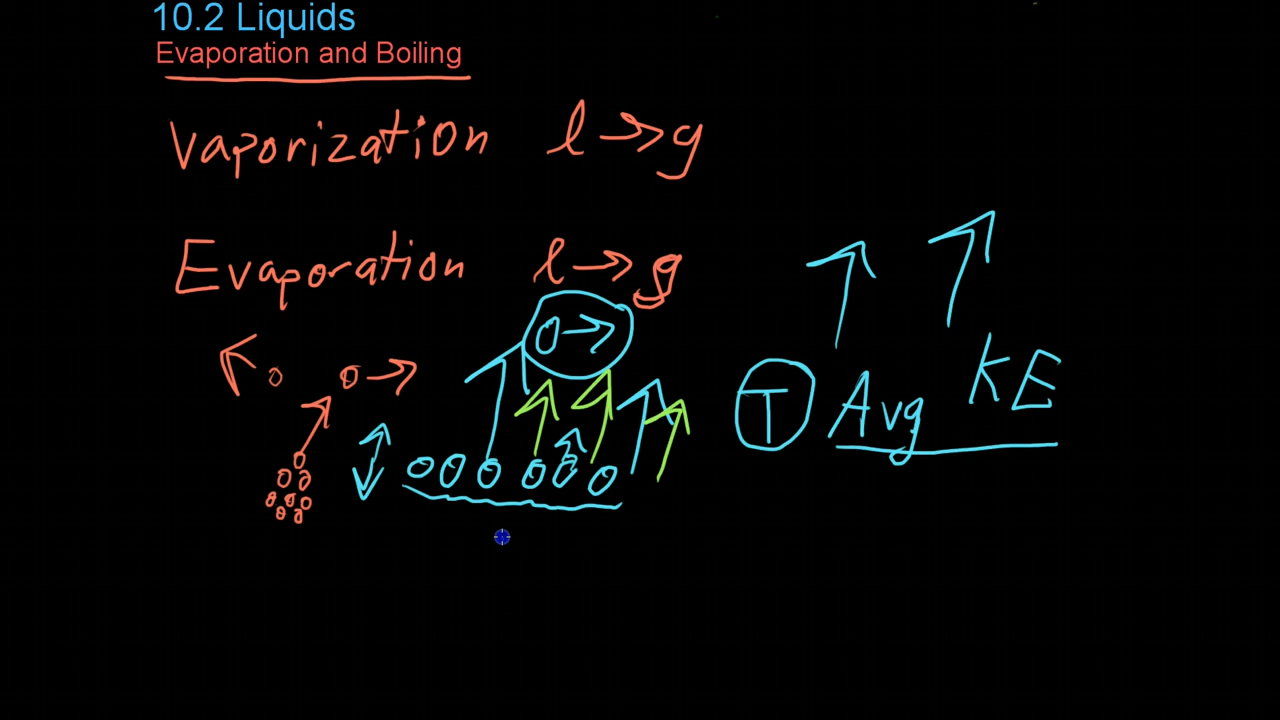 10.2 Liquids
Evaporation and Boiling
Vaporization l → g
Evaporation l → g
T Avg KE